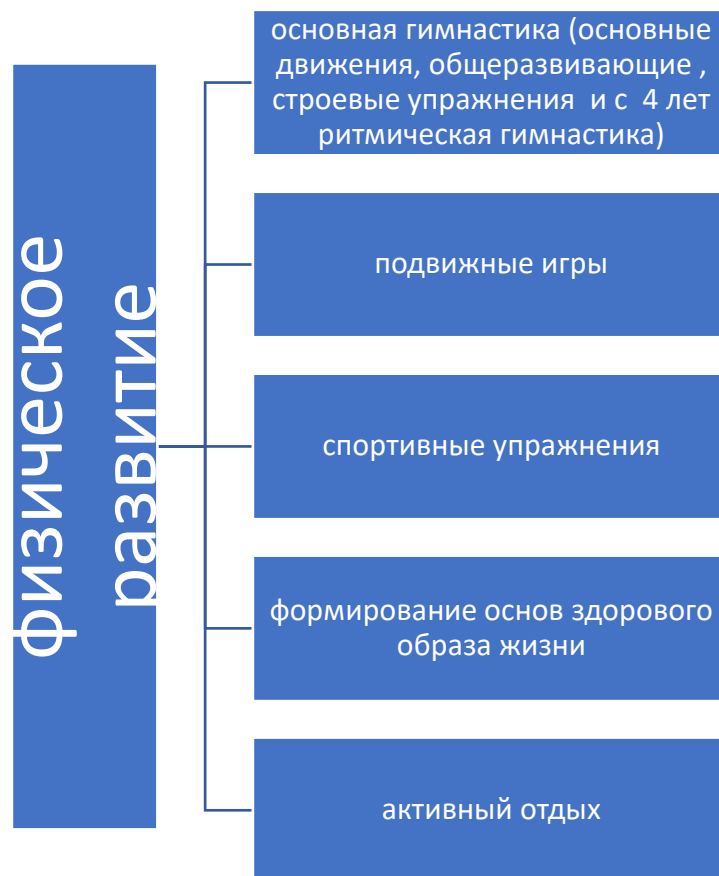 физическое
развитие
основная гимнастика (основные
движения, общеразвивающие ,
строевые упражнения и с 4 лет
ритмическая гимнастика)
подвижные игры
спортивные упражнения
формирование основ здорового
образа жизни
активный отдых